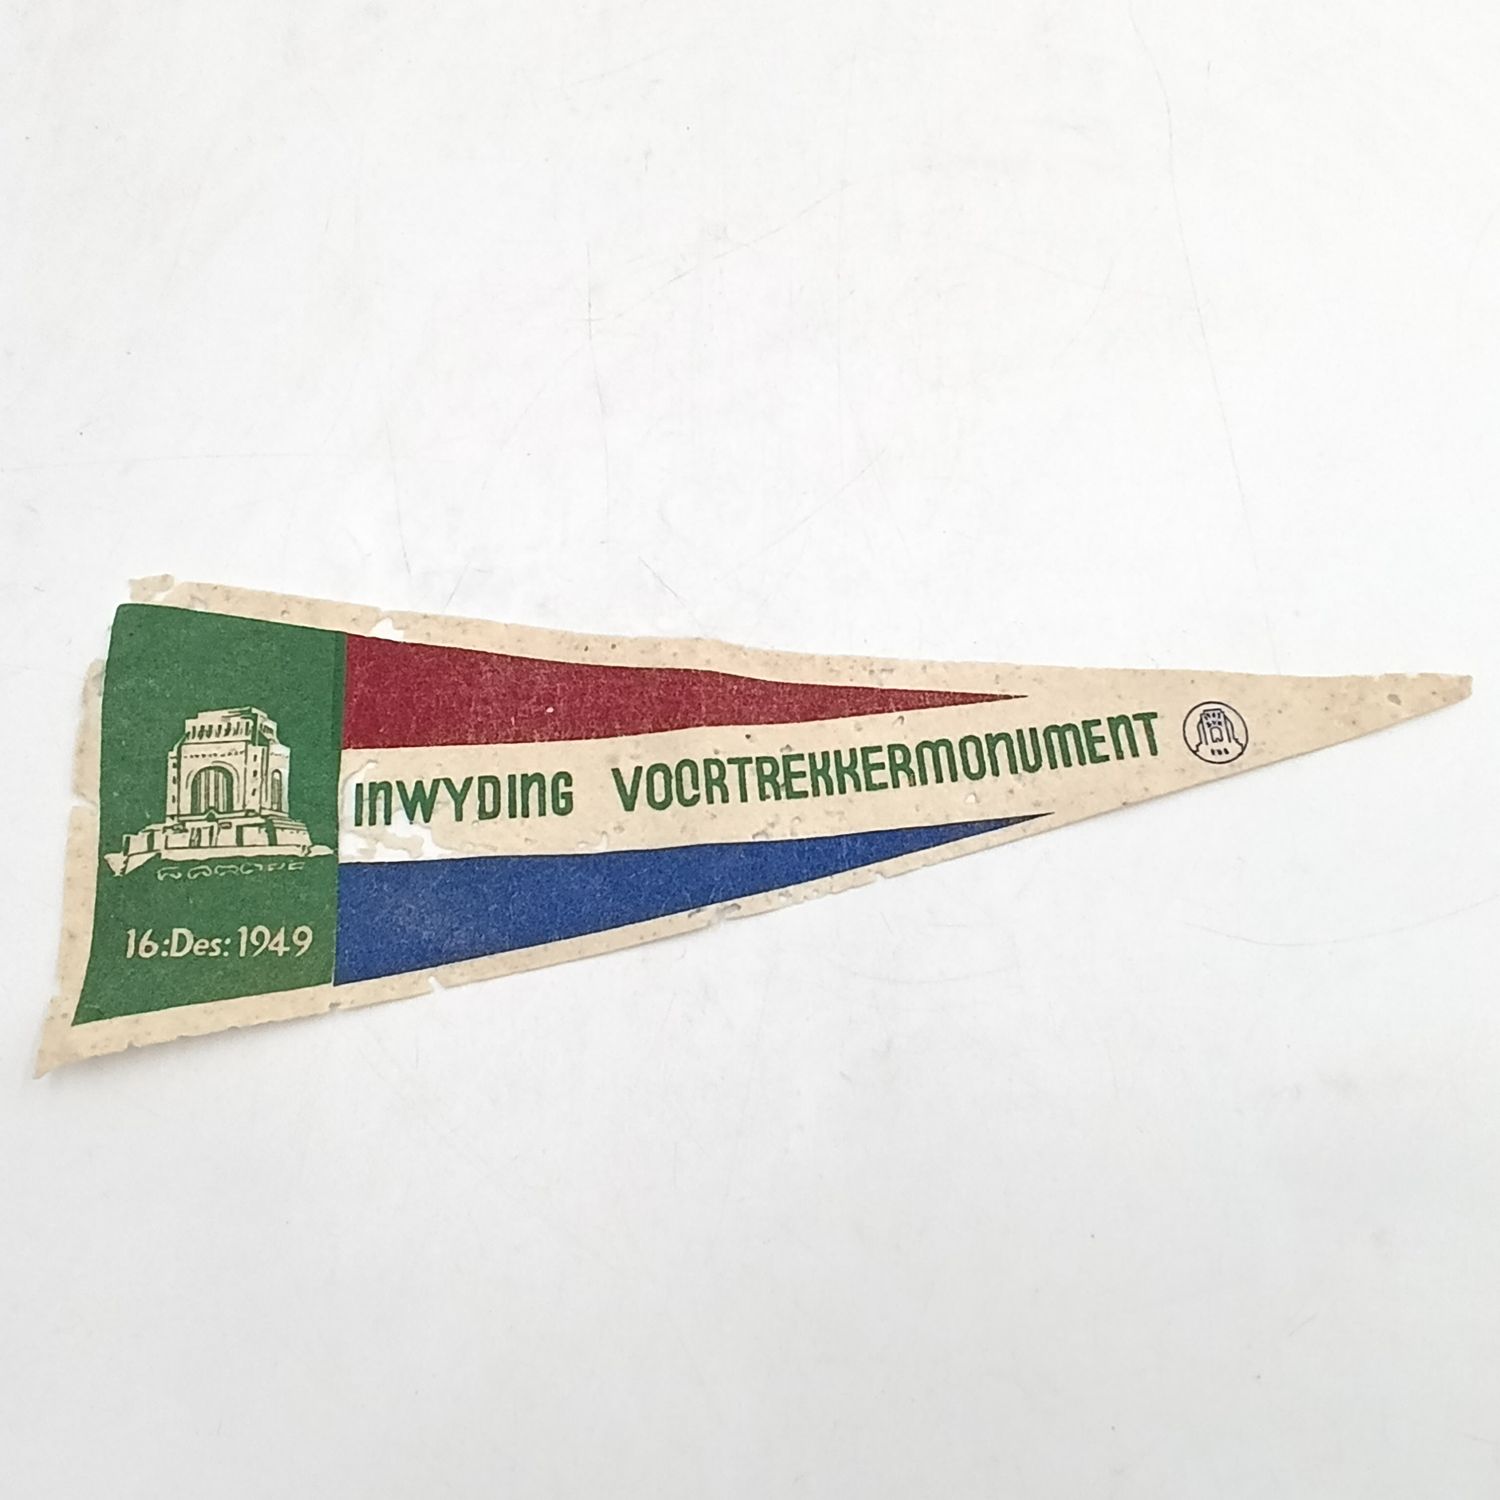 INWYDING VOORTREKKERMONUMENT
16:Des:1949